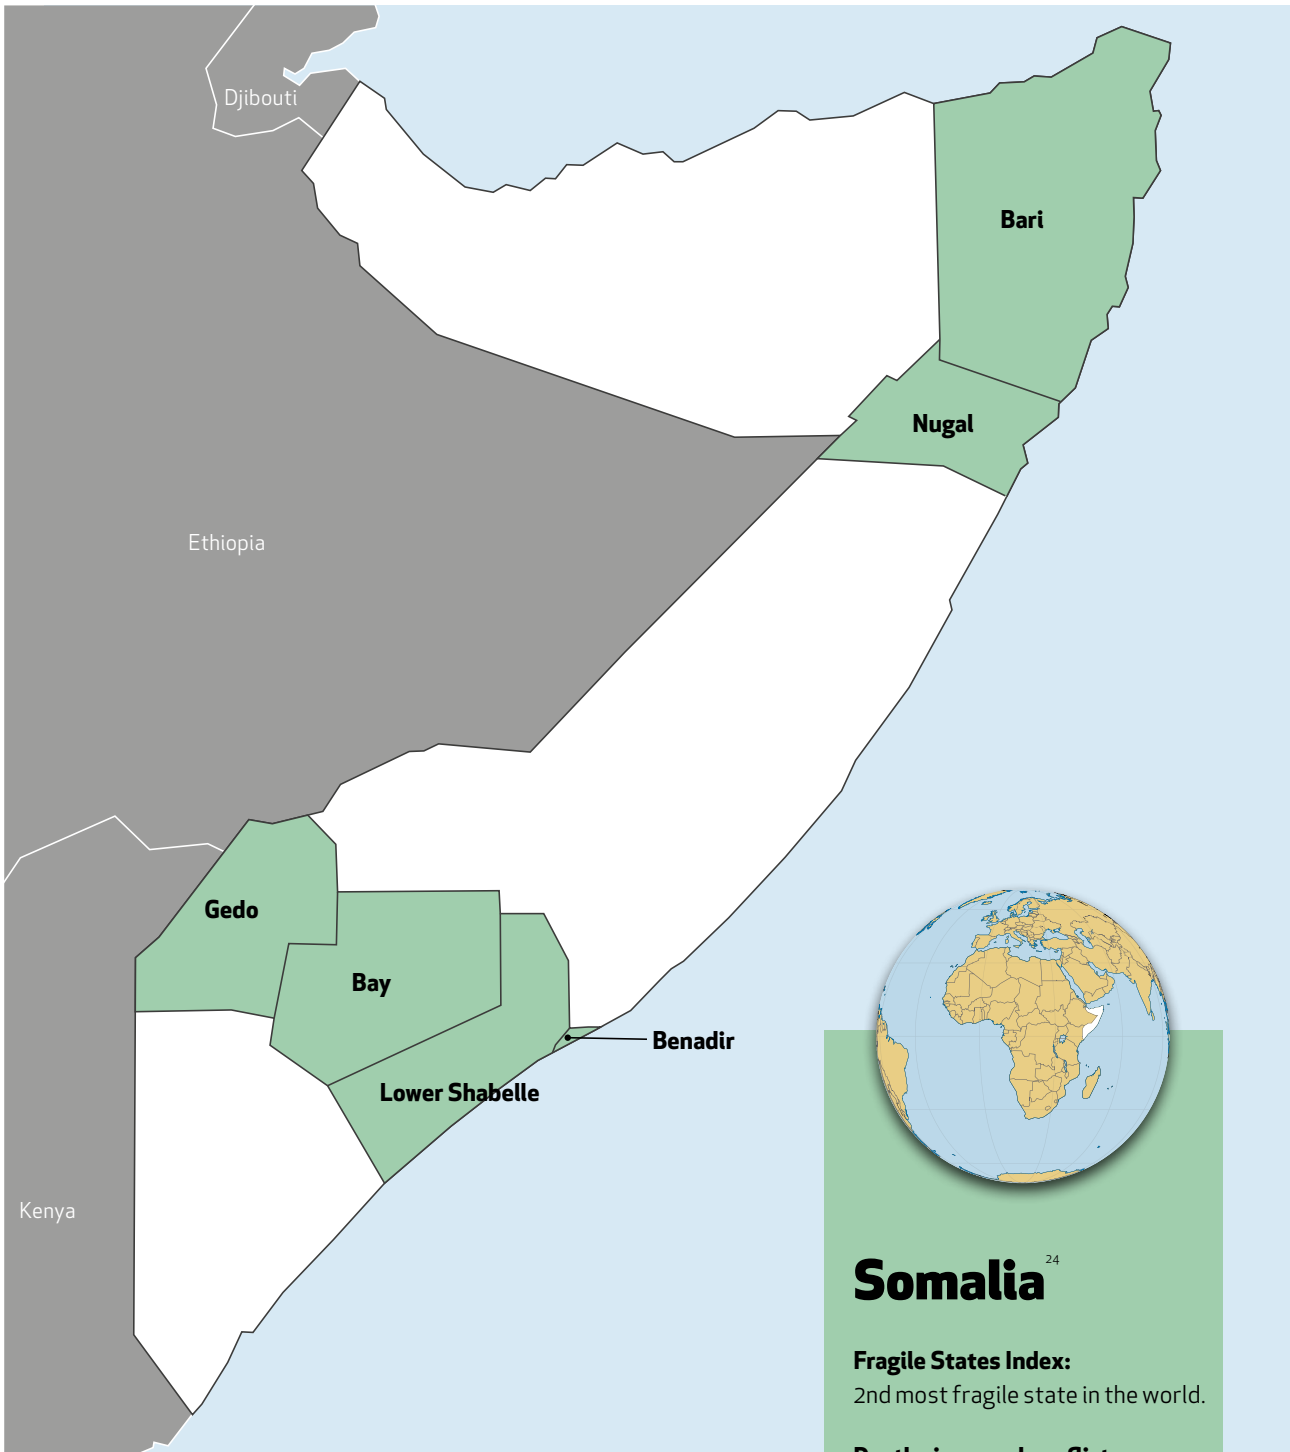 Djibouti
Bari
Nugal
Ethiopia
Gedo
Bay
Benadir
Lower Shabelle
Kenya
Somalia 24
Fragile States Index:
2nd most fragile state in the world.